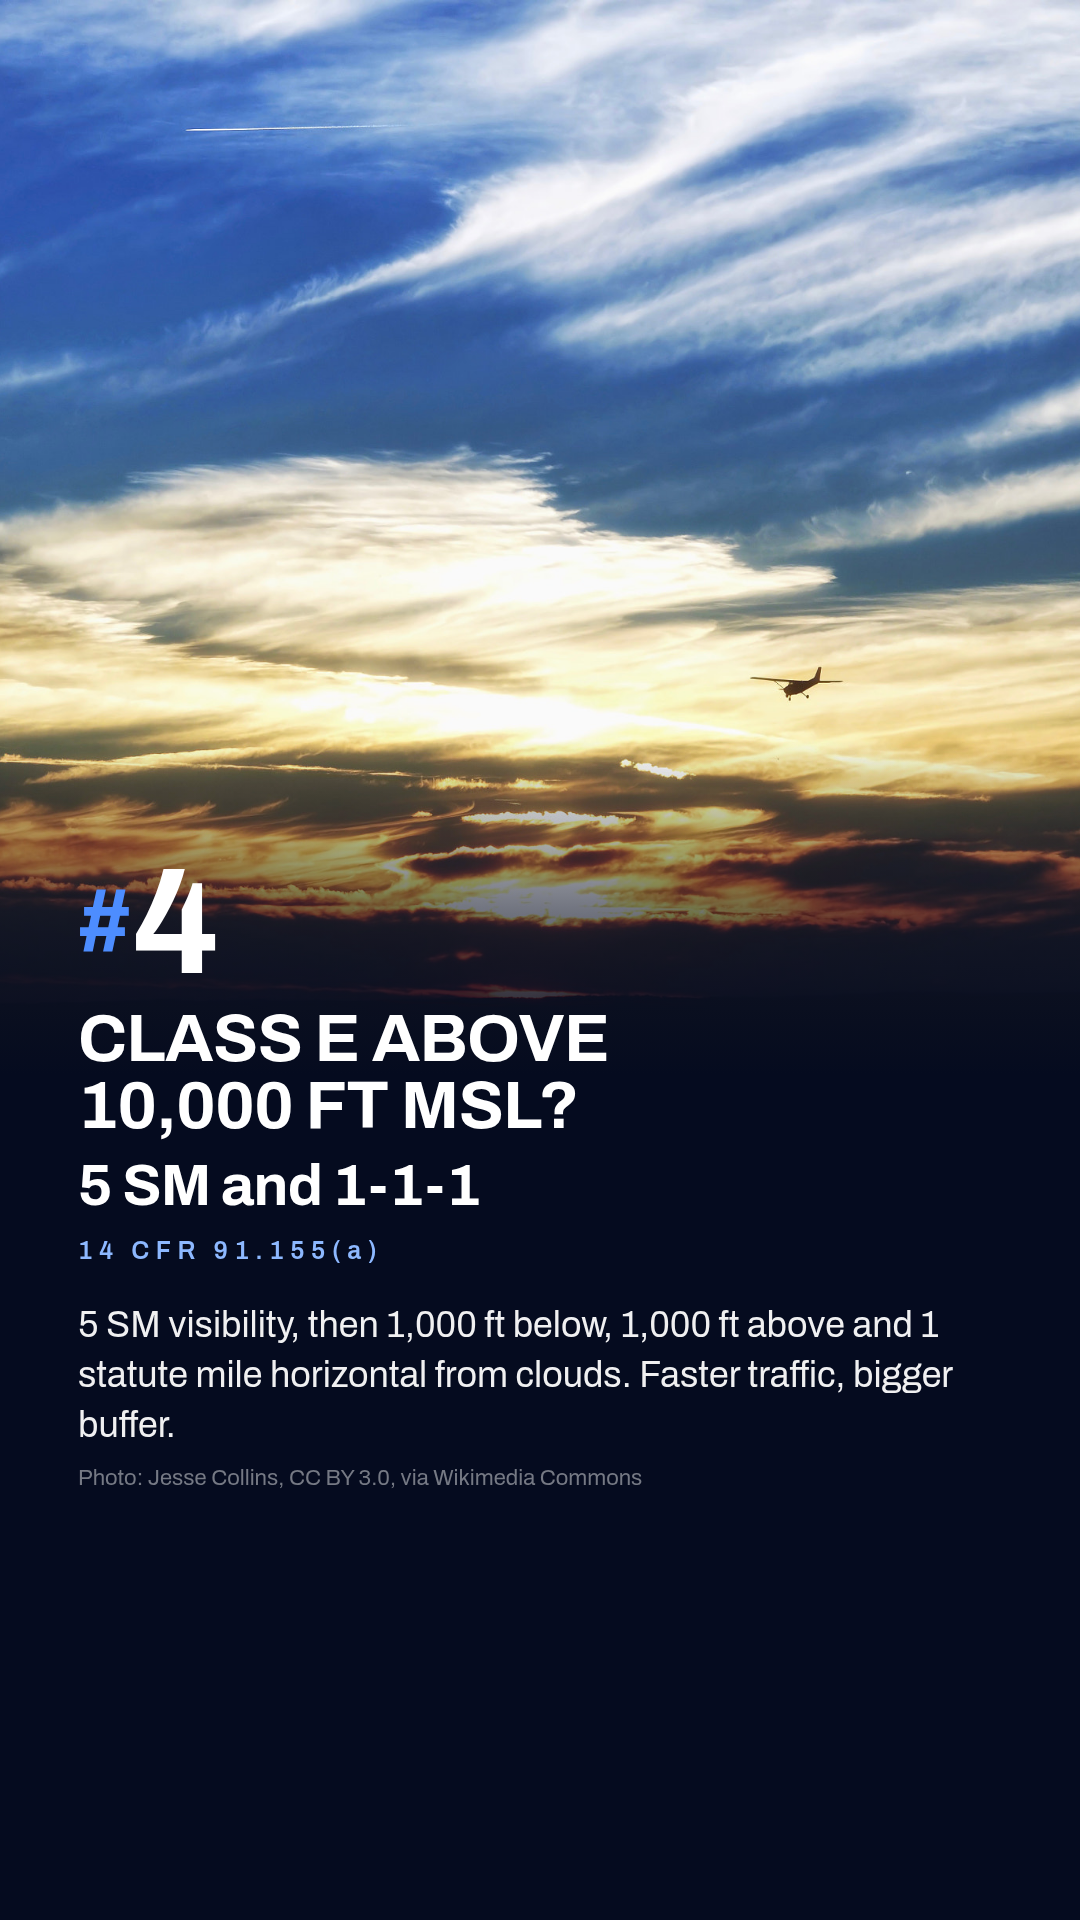 #4
CLASS E ABOVE
10,000 FT MSL?
5 SM and 1-1-1
14 CFR 91.155(a)
5 SM visibility, then 1,000 ft below, 1,000 ft above and 1
statute mile horizontal from clouds. Faster traffic, bigger
buffer.
Photo: Jesse Collins, CC BY 3.0, via Wikimedia Commons